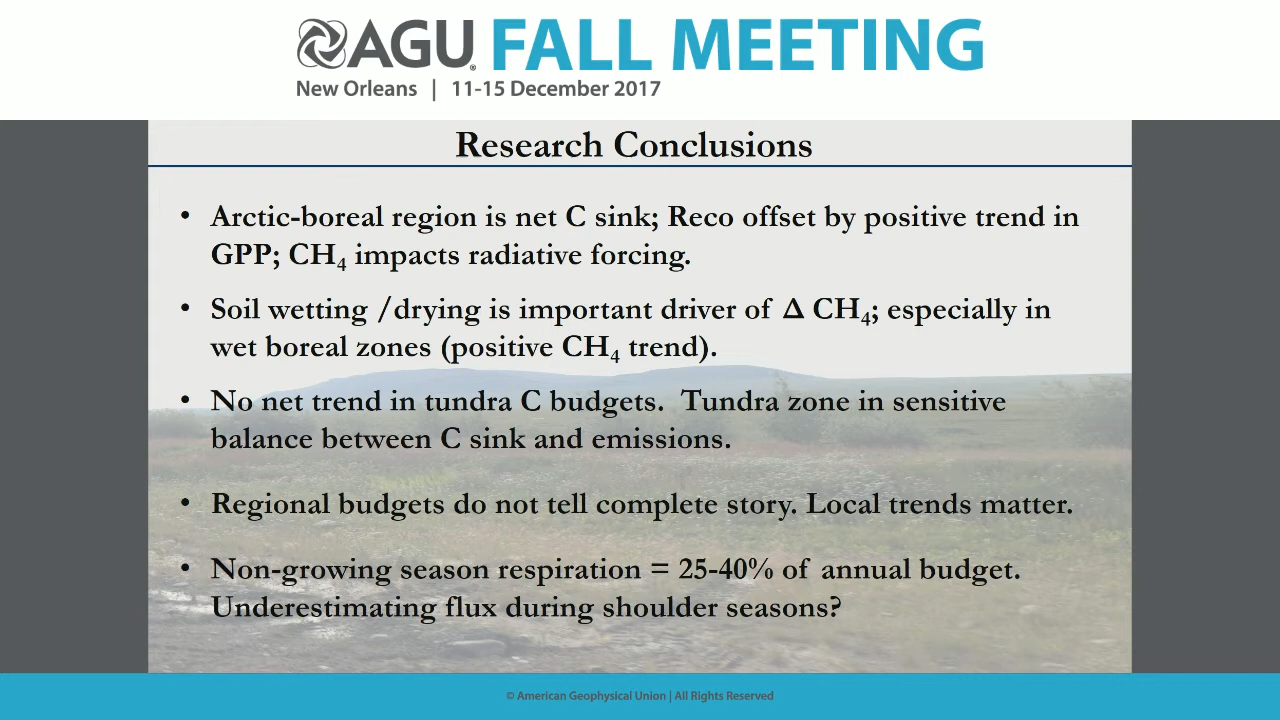 AGU FALL MEETING
New Orleans | 11-15 December 2017
Research Conclusions
• Arctic-boreal region is net C sink; Reco offset by positive trend in
GPP; CH₄ impacts radiative forcing.
• Soil wetting /drying is important driver of Δ CH₄; especially in
wet boreal zones (positive CH₄ trend).
• No net trend in tundra C budgets. Tundra zone in sensitive
balance between C sink and emissions.
• Regional budgets do not tell complete story. Local trends matter.
• Non-growing season respiration = 25-40% of annual budget.
Underestimating flux during shoulder seasons?
© American Geophysical Union | All Rights Reserved